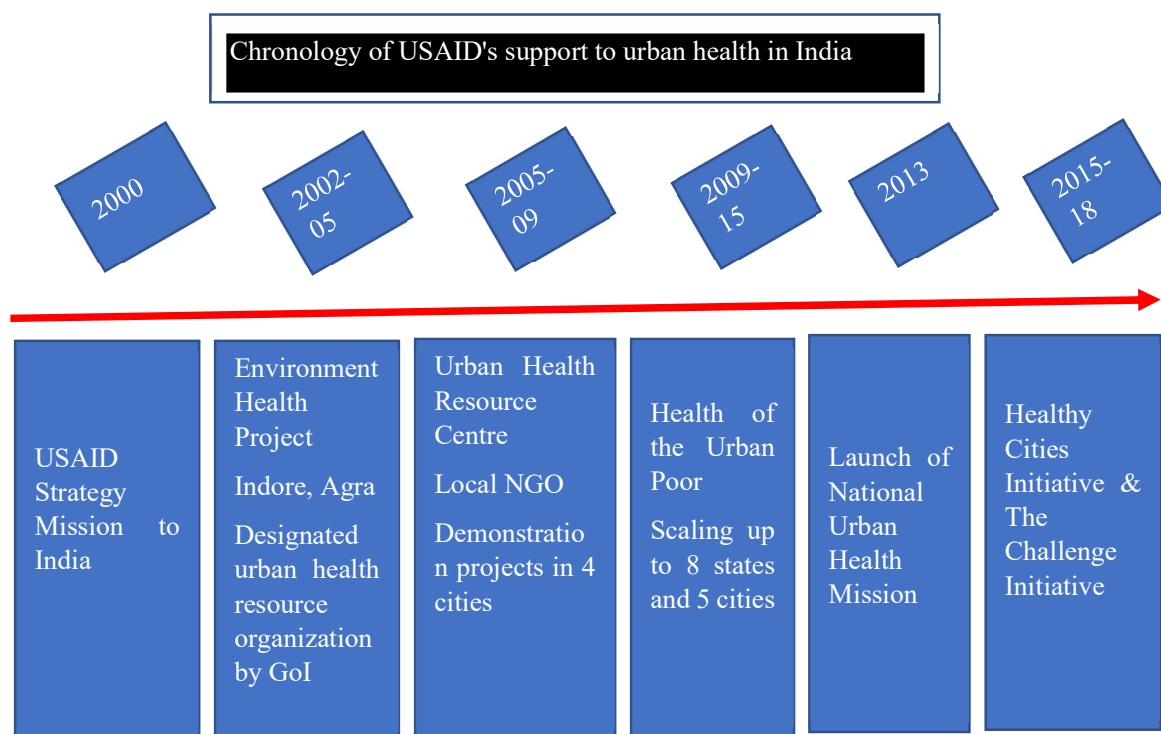 Chronology of USAID's support to urban health in India
2000
2002-
05
2005-
09
2009-
15
2013
2015-
18
USAID
Strategy
Mission to
India
Environment
Health
Project
Indore, Agra
Designated
urban health
resource
organization
by GoI
Urban Health
Resource
Centre
Local NGO
Demonstratio
n projects in 4
cities
Health of
the Urban
Poor
Scaling up
to 8 states
and 5 cities
Launch of
National
Urban
Health
Mission
Healthy
Cities
Initiative &
The
Challenge
Initiative